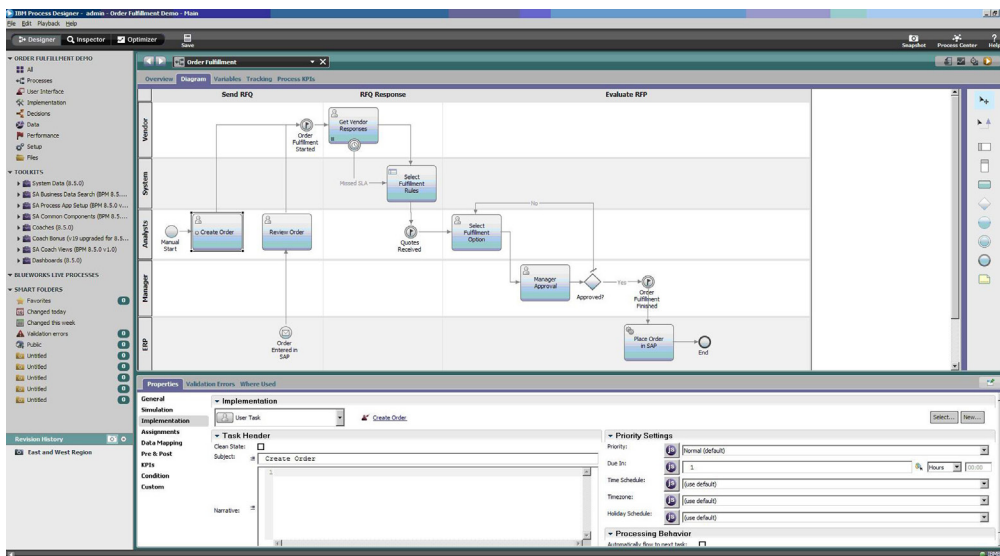 IBM Process Designer - admin - Order Fulfillment Demo - Main
File Edit Playback Help
Designer Inspector Optimizer
Save
Snapshot Process Center Help
ORDER FULFILLMENT DEMO
All
Processes
User Interface
Implementation
Decisions
Data
Performance
Setup
Files
TOOLKITS
System Data (8.5.0)
SA Business Data Search (BPM 8.5....
SA Process App Setup (BPM 8.5.0 v...
SA Common Components (BPM 8.5....
Coaches (8.5.0)
Coach Bonus (v19 upgraded for 8.5...
SA Coach Views (BPM 8.5.0 v1.0)
Dashboards (8.5.0)
BLUEWORKS LIVE PROCESSES
SMART FOLDERS
Favorites 0
Changed today
Changed this week
Validation errors 0
Public 0
Untitled 0
Untitled 0
Untitled 0
Untitled 0
Untitled 0
Revision History
East and West Region
Order Fulfillment
Overview Diagram Variables Tracking Process KPIs
Send RFQ RFQ Response Evaluate RFP
Vendor
Order
Fulfillment
Started
Get Vendor
Responses
System
Missed SLA
Select
Fulfillment
Rules
Analysts
Manual
Start
Create Order
Review Order
Quotes
Received
Select
Fulfillment
Option
No
Manager
Manager
Approval
Approved?
Yes
Order
Fulfillment
Finished
ERP
Order
Entered in
SAP
Place Order
in SAP
End
Properties Validation Errors Where Used
General
Simulation
Implementation
Assignments
Data Mapping
Pre & Post
KPIs
Condition
Custom
Implementation
User Task Create Order Select... New...
Task Header
Clean State:
Subject: Create Order
1
Narrative:
Priority Settings
Priority: Normal (default)
Due In: 1 Hours 00:00
Time Schedule: (use default)
Timezone: (use default)
Holiday Schedule: (use default)
Processing Behavior
Automatically flow to next task: